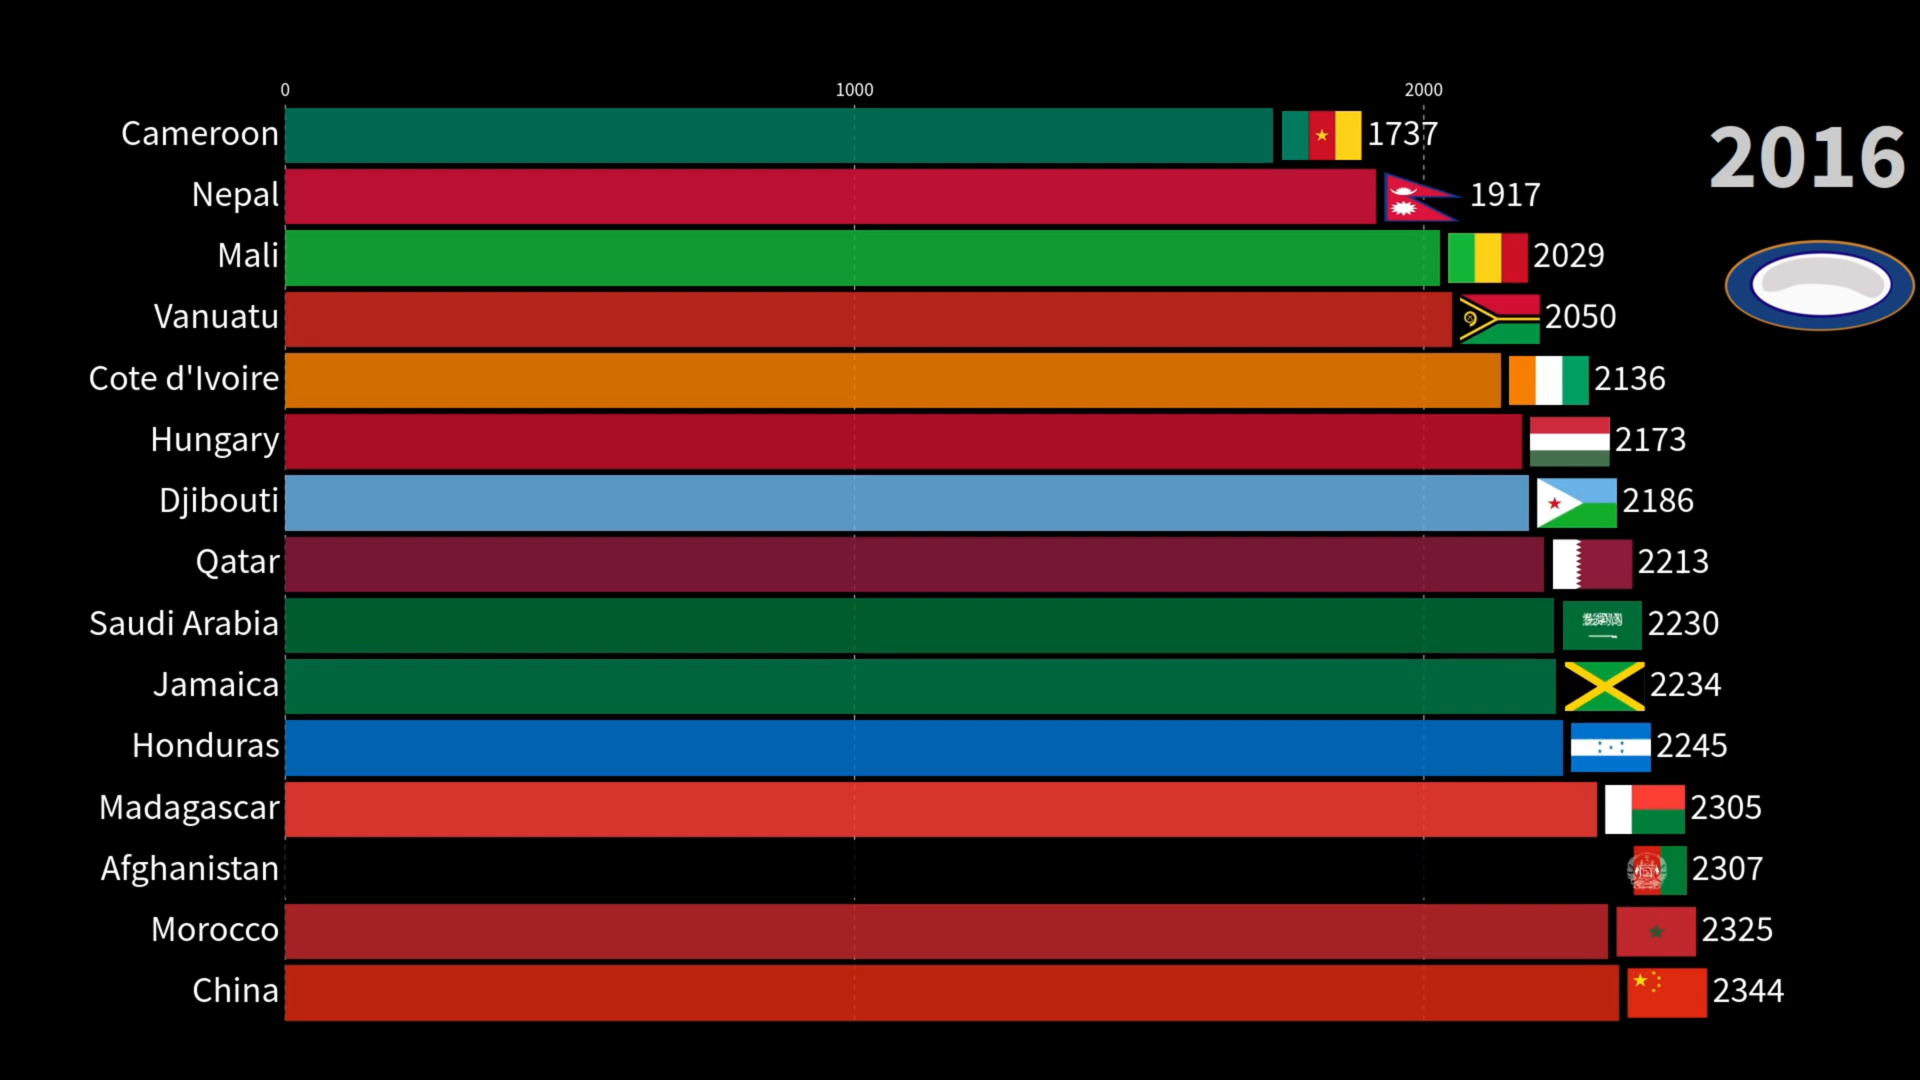 0 1000 2000
Cameroon 1737
2016
Nepal 1917
Mali 2029
Vanuatu 2050
Cote d'Ivoire 2136
Hungary 2173
Djibouti 2186
Qatar 2213
Saudi Arabia 2230
Jamaica 2234
Honduras 2245
Madagascar 2305
Afghanistan 2307
Morocco 2325
China 2344